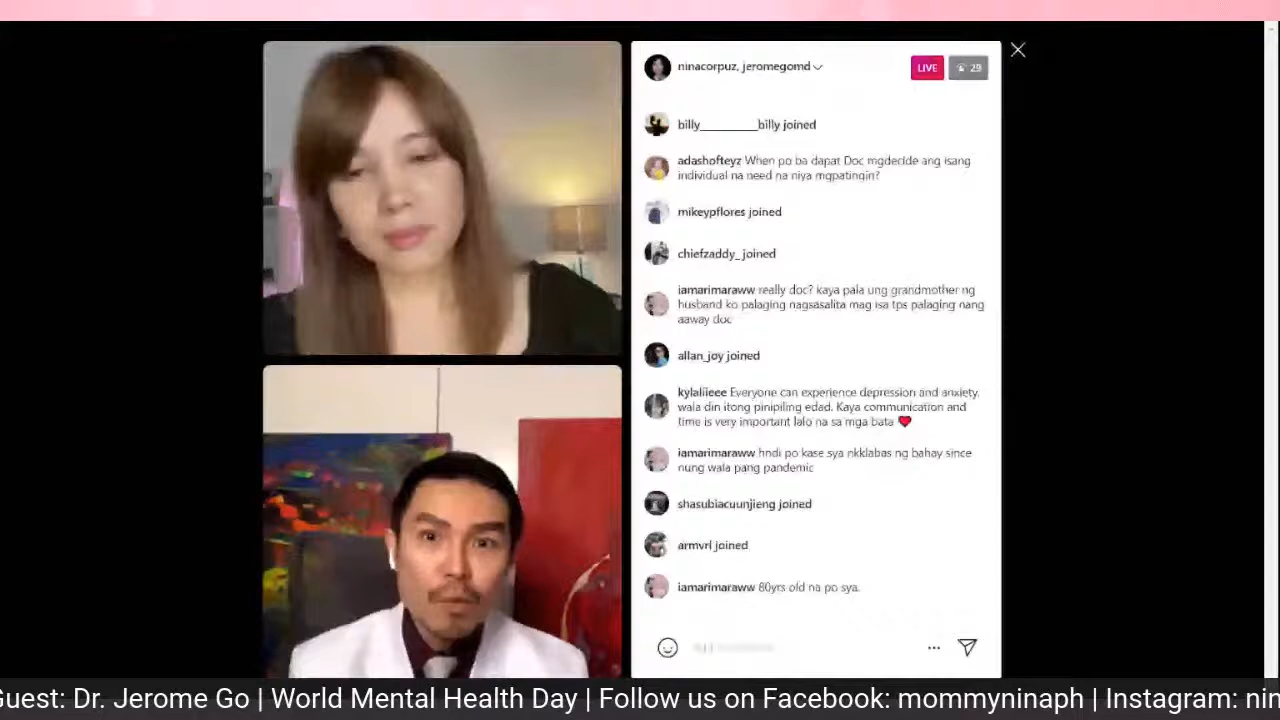 ninacorpuz, jeromegomd
LIVE
29
billy__________billy joined
adashofteyz When po ba dapat Doc mgdecide ang isang
individual na need na niya mgpatingin?
mikeypflores joined
chiefzaddy_ joined
iamarimaraww really doc? kaya pala ung grandmother ng
husband ko palaging nagsasalita mag isa tps palaging nang
aaway doc
allan_joy joined
kylaliieee Everyone can experience depression and anxiety,
wala din itong pinipiling edad. Kaya communication and
time is very important lalo na sa mga bata ❤️
iamarimaraww hndi po kase sya nkklabas ng bahay since
nung wala pang pandemic
shasubiacuunjieng joined
armvrl joined
iamarimaraww 80yrs old na po sya.
Guest: Dr. Jerome Go | World Mental Health Day | Follow us on Facebook: mommyninaph | Instagram: nin